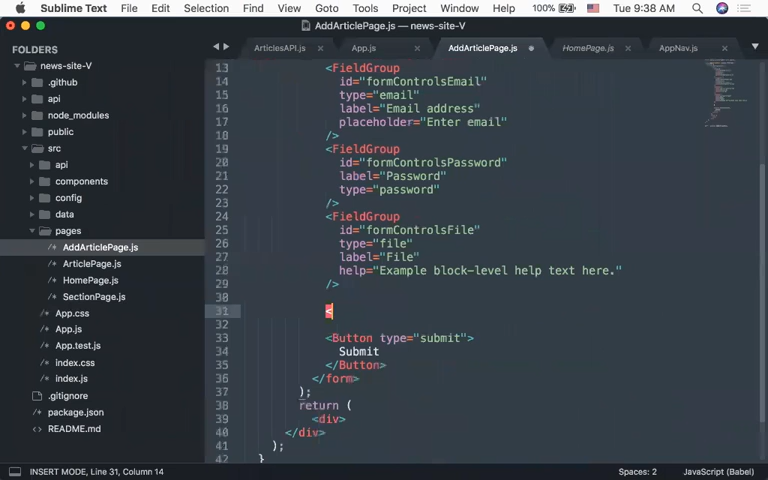 Sublime Text File Edit Selection Find View Goto Tools Project Window Help 100% Tue 9:38 AM
AddArticlePage.js — news-site-V
FOLDERS
news-site-V
.github
api
node_modules
public
src
api
components
config
data
pages
AddArticlePage.js
ArticlePage.js
HomePage.js
SectionPage.js
App.css
App.js
App.test.js
index.css
index.js
.gitignore
package.json
README.md
ArticlesAPI.js × App.js × AddArticlePage.js HomePage.js × AppNav.js ×
13 <FieldGroup
14 id="formControlsEmail"
15 type="email"
16 label="Email address"
17 placeholder="Enter email"
18 />
19 <FieldGroup
20 id="formControlsPassword"
21 label="Password"
22 type="password"
23 />
24 <FieldGroup
25 id="formControlsFile"
26 type="file"
27 label="File"
28 help="Example block-level help text here."
29 />
30
31 <
32
33 <Button type="submit">
34 Submit
35 </Button>
36 </form>
37 );
38 return (
39 <div>
40 </div>
41 );
42 }
INSERT MODE, Line 31, Column 14 Spaces: 2 JavaScript (Babel)